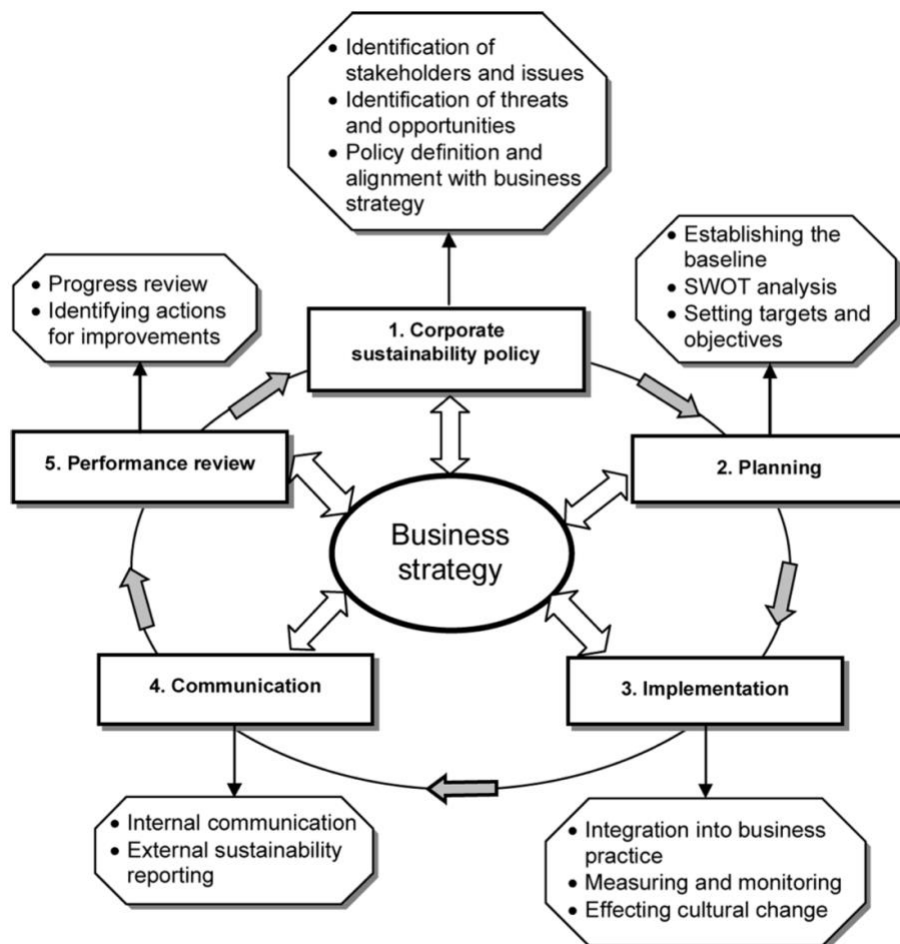 • Identification of
stakeholders and issues
• Identification of threats
and opportunities
• Policy definition and
alignment with business
strategy
• Establishing the
baseline
• SWOT analysis
• Setting targets and
objectives
• Progress review
• Identifying actions
for improvements
1. Corporate
sustainability policy
5. Performance review
2. Planning
Business
strategy
4. Communication
3. Implementation
• Internal communication
• External sustainability
reporting
• Integration into business
practice
• Measuring and monitoring
• Effecting cultural change